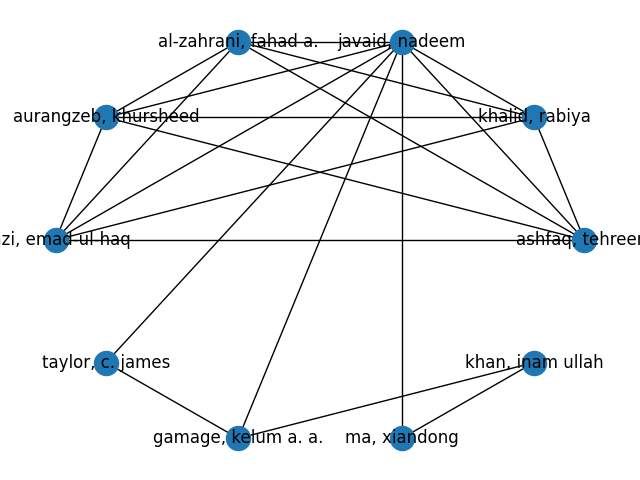 al-zahrani, fahad a.
javaid, nadeem
aurangzeb, khursheed
khalid, rabiya
zi, emad ul haq
ashfaq, tehreem
taylor, c. james
khan, inam ullah
gamage, kelum a. a.
ma, xiandong